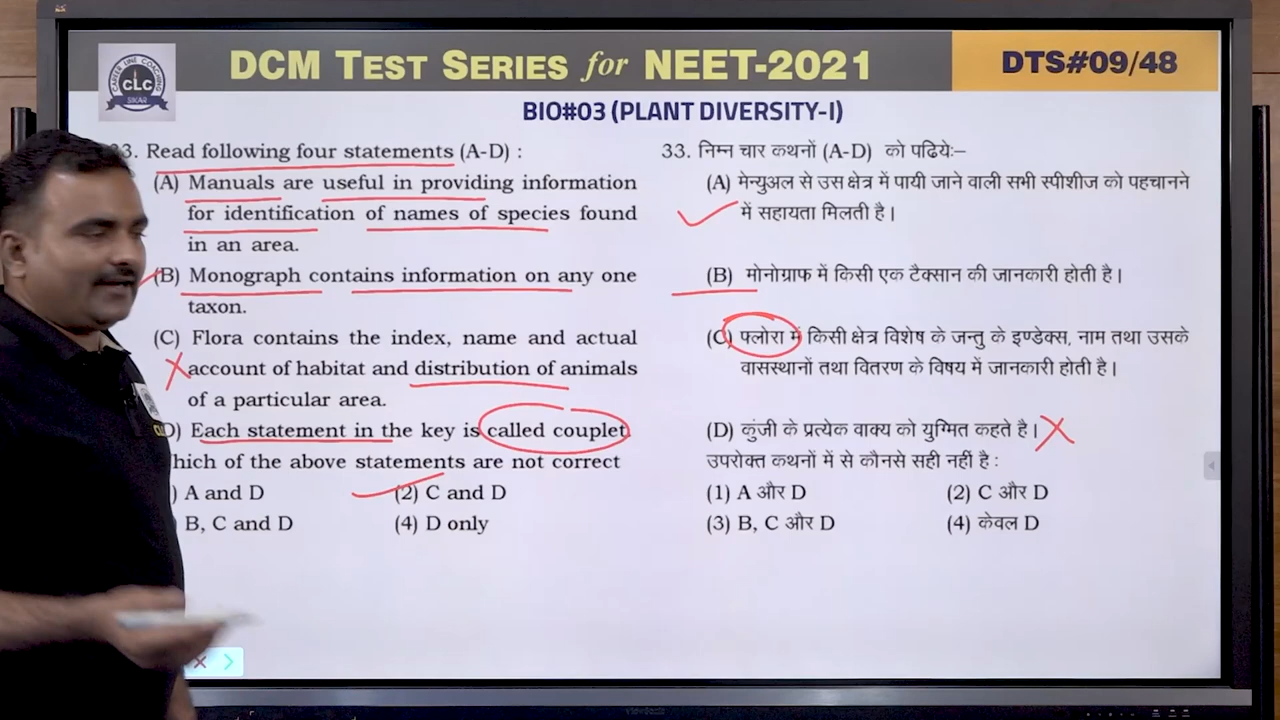 DCM TEST SERIES for NEET-2021
DTS#09/48
CAREER LINE COACHING
CLC
SIKAR
BIO#03 (PLANT DIVERSITY-I)
33. Read following four statements (A-D) :
(A) Manuals are useful in providing information
for identification of names of species found
in an area.
(B) Monograph contains information on any one
taxon.
(C) Flora contains the index, name and actual
account of habitat and distribution of animals
of a particular area.
D) Each statement in the key is called couplet.
hich of the above statements are not correct
) A and D
(2) C and D
B, C and D
(4) D only
33. निम्न चार कथनों (A-D) को पढिये:–
(A) मेन्युअल से उस क्षेत्र में पायी जाने वाली सभी स्पीशीज को पहचानने
में सहायता मिलती है।
(B) मोनोग्राफ में किसी एक टैक्सान की जानकारी होती है।
(C) फ्लोरा में किसी क्षेत्र विशेष के जन्तु के इण्डेक्स, नाम तथा उसके
वासस्थानों तथा वितरण के विषय में जानकारी होती है।
(D) कुंजी के प्रत्येक वाक्य को युग्मित कहते है।
उपरोक्त कथनों में से कौनसे सही नहीं है :
(1) A और D
(2) C और D
(3) B, C और D
(4) केवल D